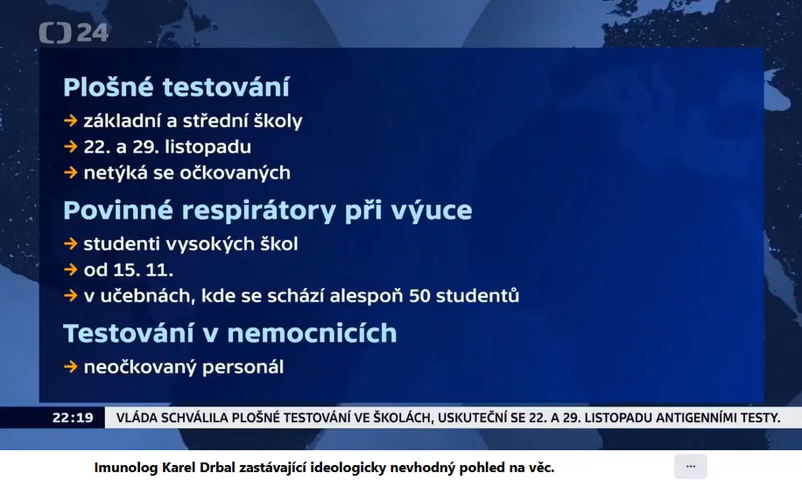 24
Plošné testování
→ základní a střední školy
→ 22. a 29. listopadu
→ netýká se očkovaných
Povinné respirátory při výuce
→ studenti vysokých škol
→ od 15. 11.
→ v učebnách, kde se schází alespoň 50 studentů
Testování v nemocnicích
→ neočkovaný personál
22:19 VLÁDA SCHVÁLILA PLOŠNÉ TESTOVÁNÍ VE ŠKOLÁCH, USKUTEČNÍ SE 22. A 29. LISTOPADU ANTIGENNÍMI TESTY.
Imunolog Karel Drbal zastávající ideologicky nevhodný pohled na věc.
...